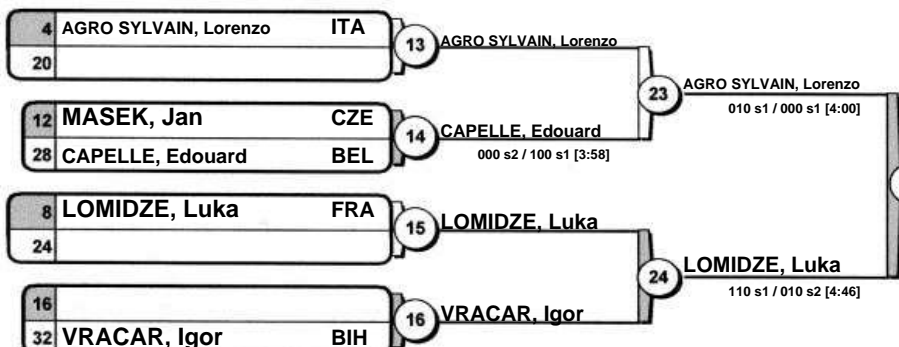 4 AGRO SYLVAIN, Lorenzo ITA
20
13
AGRO SYLVAIN, Lorenzo
12 MASEK, Jan CZE
28 CAPELLE, Edouard BEL
14
CAPELLE, Edouard
000 s2 / 100 s1 [3:58]
23
AGRO SYLVAIN, Lorenzo
010 s1 / 000 s1 [4:00]
8 LOMIDZE, Luka FRA
24
15
LOMIDZE, Luka
16
32 VRACAR, Igor BIH
16
VRACAR, Igor
24
LOMIDZE, Luka
110 s1 / 010 s2 [4:46]